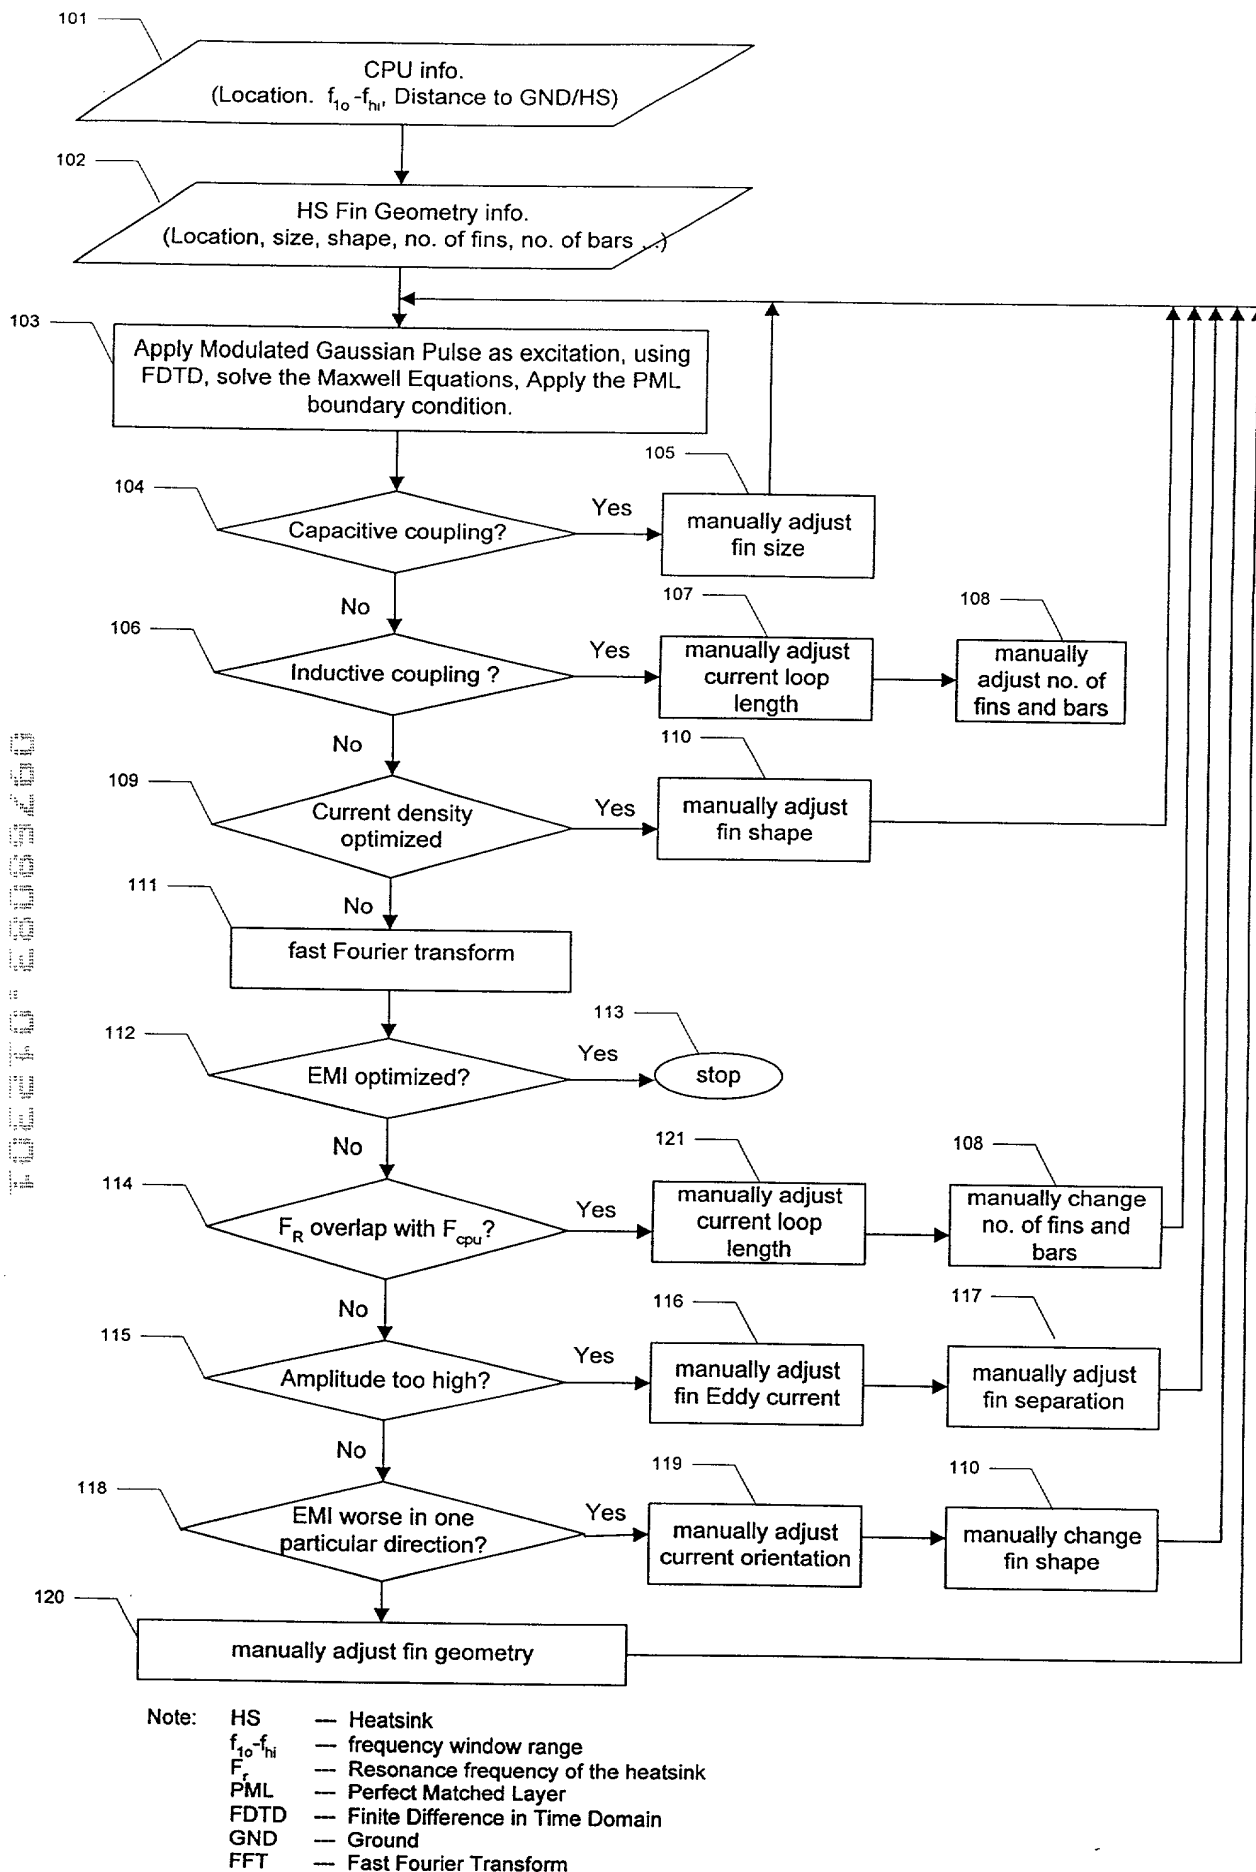 101
CPU info.
(Location. f1o-fhi, Distance to GND/HS)
102
HS Fin Geometry info.
(Location, size, shape, no. of fins, no. of bars ...)
103
Apply Modulated Gaussian Pulse as excitation, using
FDTD, solve the Maxwell Equations, Apply the PML
boundary condition.
104
Capacitive coupling?
Yes
105
manually adjust
fin size
No
106
Inductive coupling ?
Yes
107
manually adjust
current loop
length
108
manually
adjust no. of
fins and bars
No
109
Current density
optimized
Yes
110
manually adjust
fin shape
No
111
fast Fourier transform
112
EMI optimized?
Yes
113
stop
No
114
FR overlap with Fcpu?
Yes
121
manually adjust
current loop
length
108
manually change
no. of fins and
bars
No
115
Amplitude too high?
Yes
116
manually adjust
fin Eddy current
117
manually adjust
fin separation
No
118
EMI worse in one
particular direction?
Yes
119
manually adjust
current orientation
110
manually change
fin shape
120
manually adjust fin geometry
Note: HS — Heatsink
f1o-fhi — frequency window range
Fr — Resonance frequency of the heatsink
PML — Perfect Matched Layer
FDTD — Finite Difference in Time Domain
GND — Ground
FFT — Fast Fourier Transform